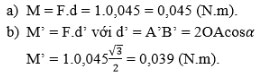 a) M = F.d = 1.0,045 = 0,045 (N.m).
b) M' = F.d' với d' = A'B' = 2OAcosα
M' = 1.0,045 √3/2 = 0,039 (N.m).